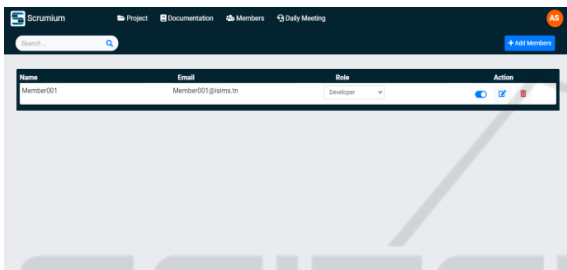 Scrumium Project Documentation Members Daily Meeting AS
Search ... + Add Members
Name Email Role Action
Member001 Member001@isims.tn Developer